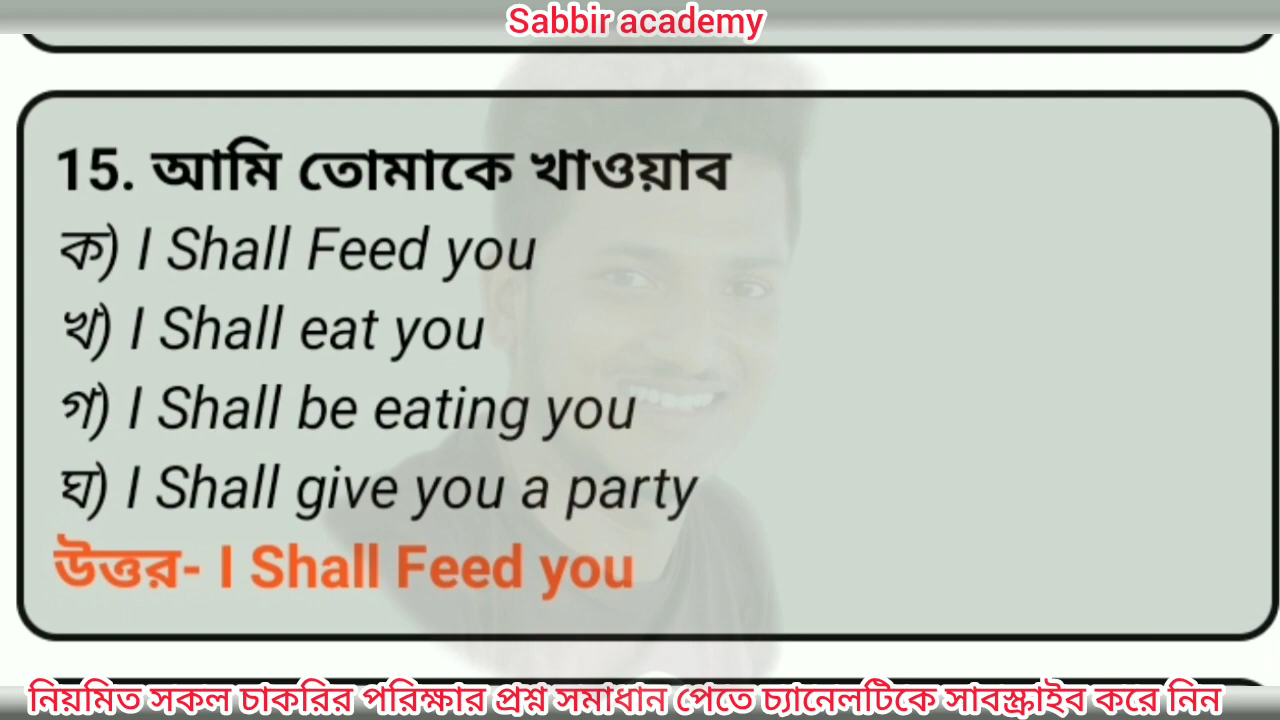 Sabbir academy
15. আমি তোমাকে খাওয়াব
ক) I Shall Feed you
খ) I Shall eat you
গ) I Shall be eating you
ঘ) I Shall give you a party
উত্তর- I Shall Feed you
নিয়মিত সকল চাকরির পরিক্ষার প্রশ্ন সমাধান পেতে চ্যানেলটিকে সাবস্ক্রাইব করে নিন